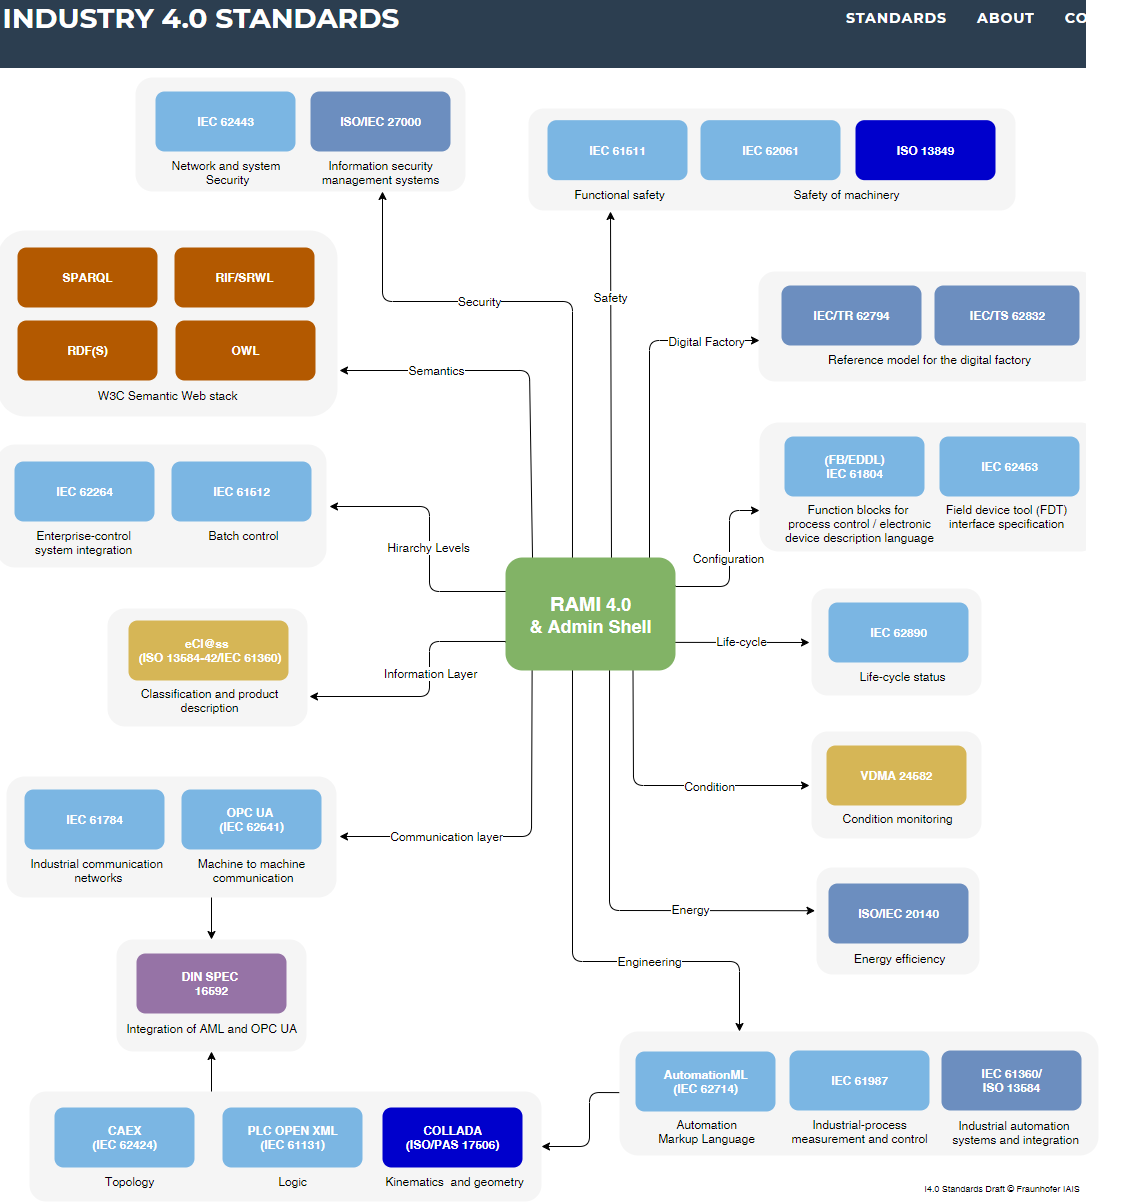 INDUSTRY 4.0 STANDARDS
STANDARDS
ABOUT
CO
IEC 62443
ISO/IEC 27000
Network and system
Security
Information security
management systems
IEC 61511
IEC 62061
ISO 13849
Functional safety
Safety of machinery
SPARQL
RIF/SRWL
RDF(S)
OWL
W3C Semantic Web stack
Security
Safety
Semantics
Digital Factory
IEC/TR 62794
IEC/TS 62832
Reference model for the digital factory
IEC 62264
IEC 61512
Enterprise-control
system integration
Batch control
Hirarchy Levels
(FB/EDDL)
IEC 61804
IEC 62453
Function blocks for
process control / electronic
device description language
Field device tool (FDT)
interface specification
Configuration
RAMI 4.0
& Admin Shell
eCl@ss
(ISO 13584-42/IEC 61360)
Classification and product
description
Information Layer
Life-cycle
IEC 62890
Life-cycle status
Condition
VDMA 24582
Condition monitoring
IEC 61784
OPC UA
(IEC 62541)
Industrial communication
networks
Machine to machine
communication
Communication layer
Energy
ISO/IEC 20140
Energy efficiency
Engineering
DIN SPEC
16592
Integration of AML and OPC UA
AutomationML
(IEC 62714)
IEC 61987
IEC 61360/
ISO 13584
Automation
Markup Language
Industrial-process
measurement and control
Industrial automation
systems and integration
CAEX
(IEC 62424)
PLC OPEN XML
(IEC 61131)
COLLADA
(ISO/PAS 17506)
Topology
Logic
Kinematics and geometry
I4.0 Standards Draft © Fraunhofer IAIS